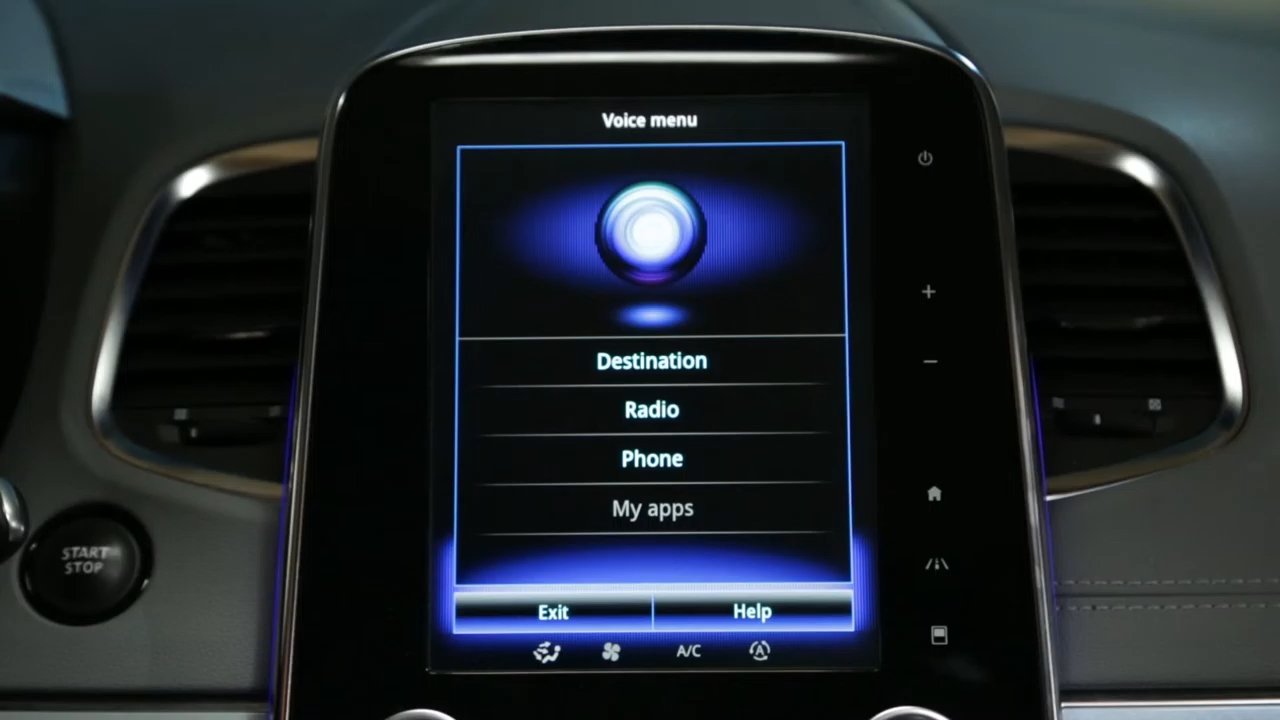 Voice menu
Destination
Radio
Phone
My apps
Exit
Help
A/C
START
STOP